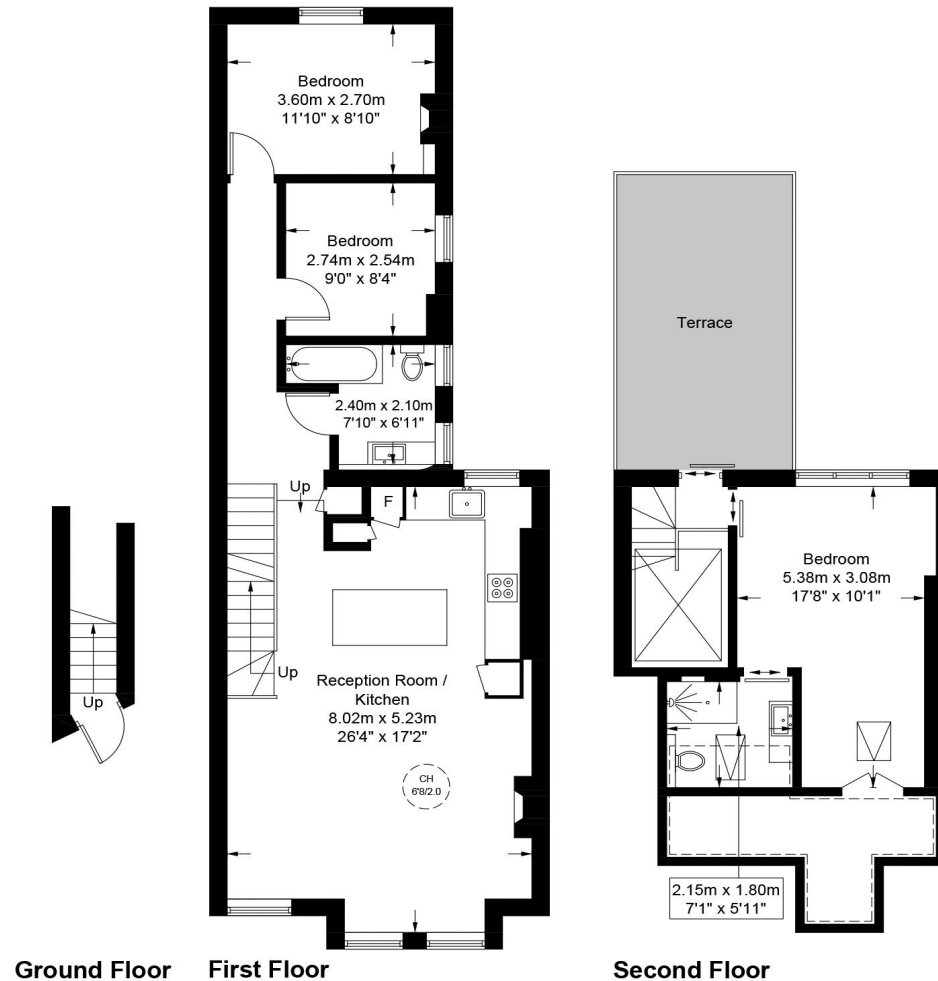 Bedroom
3.60m x 2.70m
11'10" x 8'10"
Bedroom
2.74m x 2.54m
9'0" x 8'4"
2.40m x 2.10m
7'10" x 6'11"
Up
F
Up
Reception Room /
Kitchen
8.02m x 5.23m
26'4" x 17'2"
CH
6'8/2.0
Up
Terrace
Bedroom
5.38m x 3.08m
17'8" x 10'1"
2.15m x 1.80m
7'1" x 5'11"
Ground Floor
First Floor
Second Floor